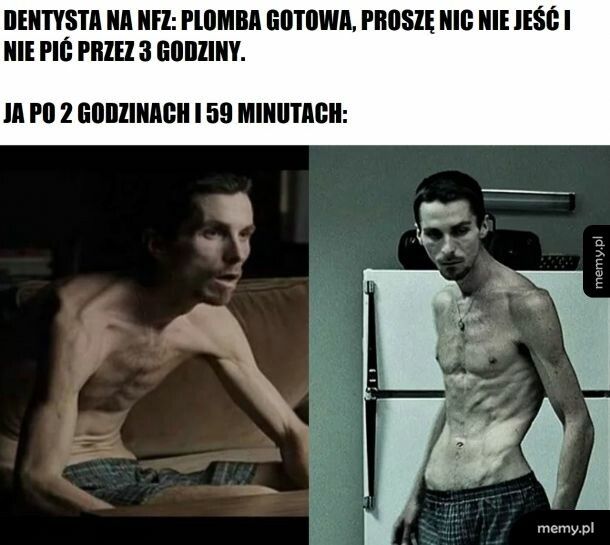 DENTYSTA NA NFZ: PLOMBA GOTOWA, PROSZĘ NIC NIE JEŚĆ I
NIE PIĆ PRZEZ 3 GODZINY.
JA PO 2 GODZINACH I 59 MINUTACH:
memy.pl
memy.pl